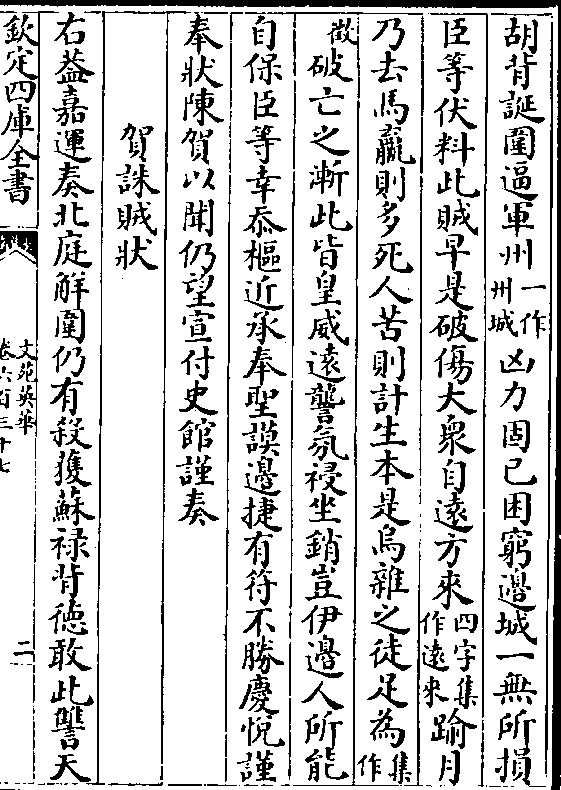 胡背誕圍逼軍州一作州城凶力固已困窮邊城一無所損
臣等伏料此賊早是破傷大衆自遠方來四字集作遠來踰月
乃去馬羸則多死人苦則計生本是烏雜之徒足為集作
徴破亡之漸此皆皇威遠讋氛祲坐銷豈伊邊人所能
自保臣等幸忝樞近承奉聖謨邊捷有符不勝慶悅謹
奉狀陳賀以聞仍望宣付史館謹奏
賀誅賊狀
右葢嘉運奏北庭解圍仍有殺獲蘇禄背徳敢此讐天
欽定四庫全書
文苑英華
卷六百三十七
二